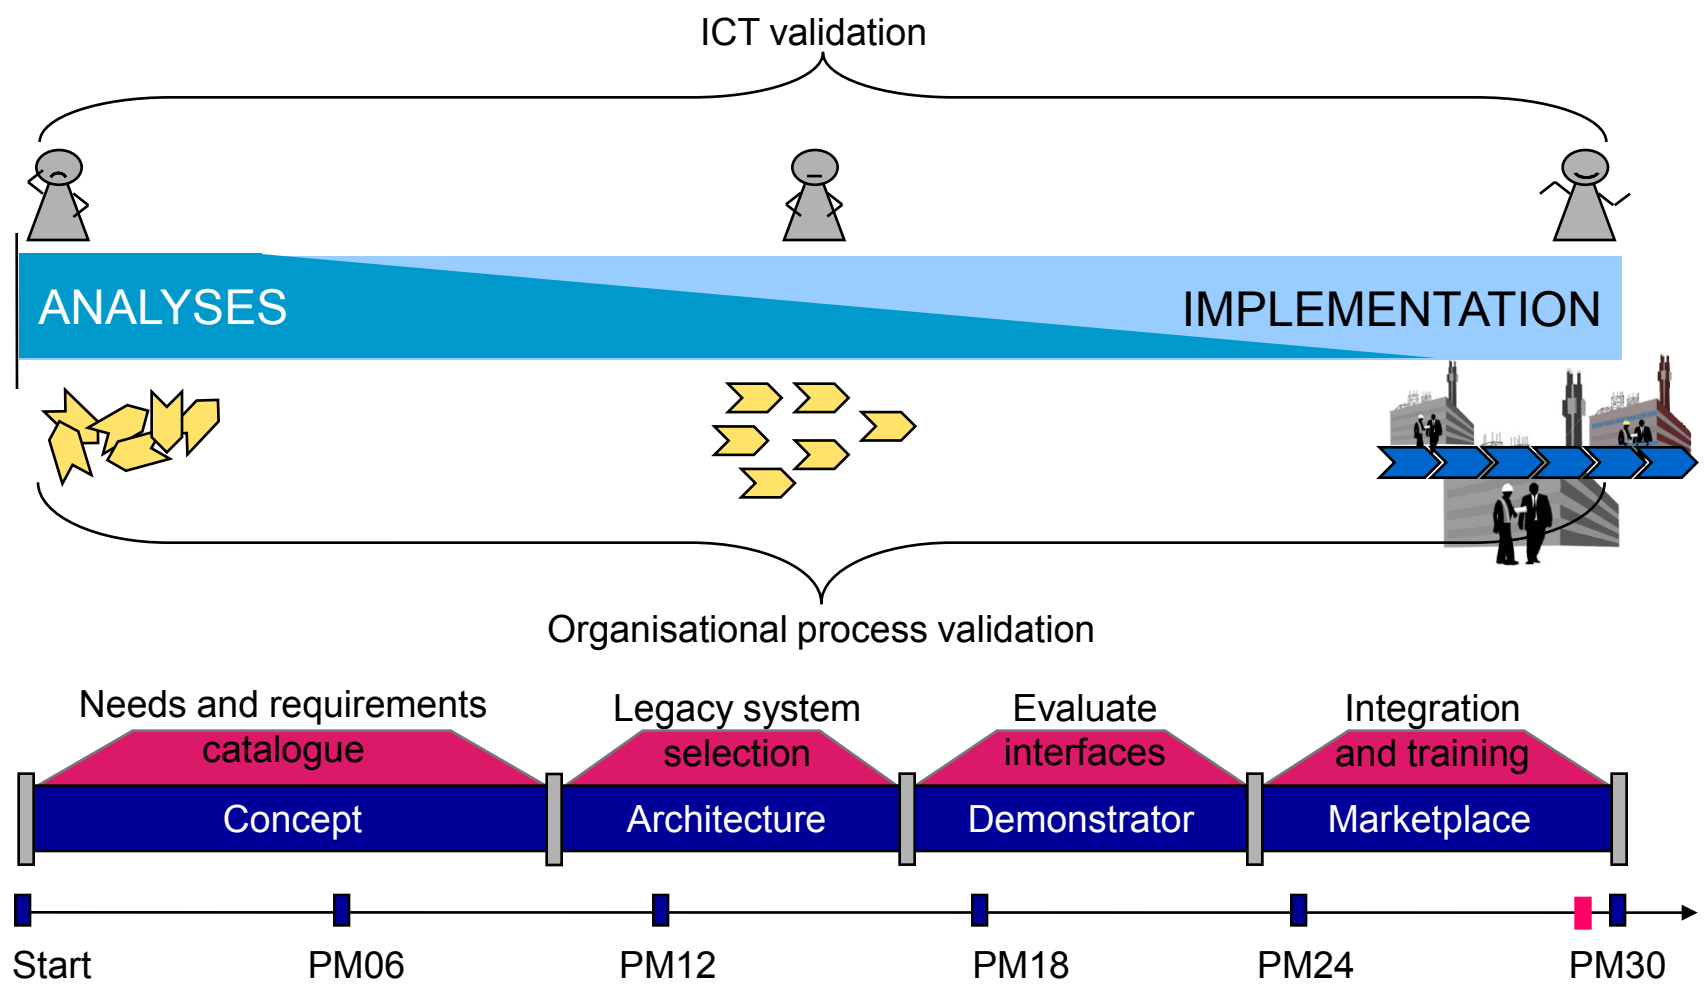 ICT validation
ANALYSES
IMPLEMENTATION
Organisational process validation
Needs and requirements
catalogue
Legacy system
selection
Evaluate
interfaces
Integration
and training
Concept
Architecture
Demonstrator
Marketplace
Start
PM06
PM12
PM18
PM24
PM30